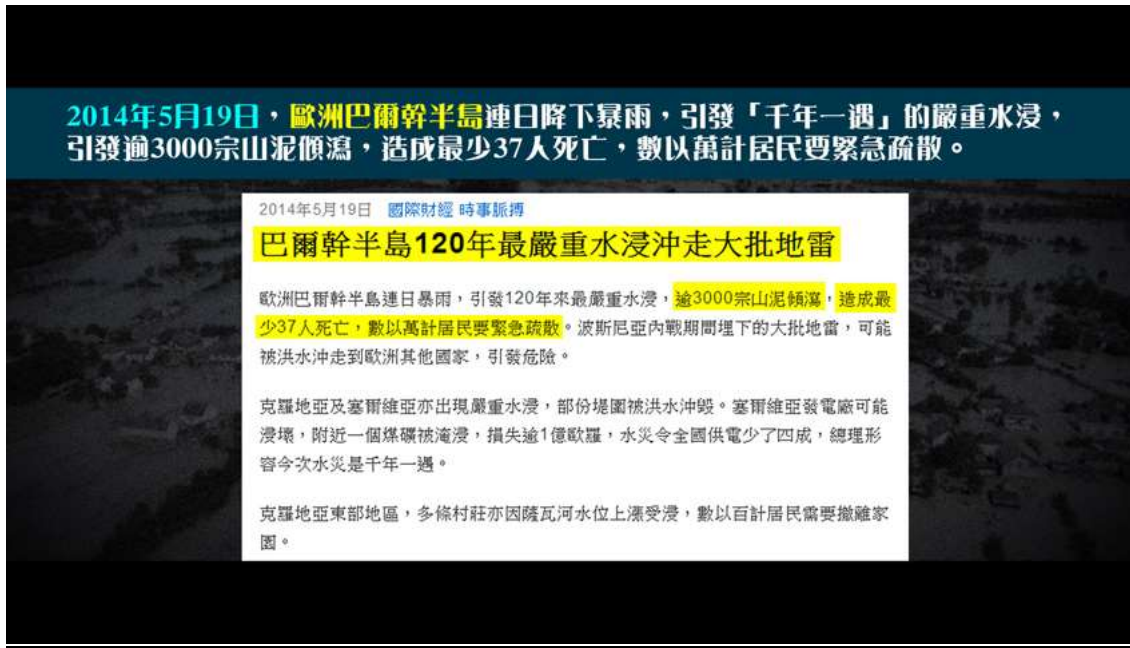 2014年5月19日，歐洲巴爾幹半島連日降下暴雨，引發「千年一遇」的嚴重水浸，
引發逾3000宗山泥傾瀉，造成最少37人死亡，數以萬計居民要緊急疏散。
2014年5月19日 國際財經 時事脈搏
巴爾幹半島120年最嚴重水浸沖走大批地雷
歐洲巴爾幹半島連日暴雨，引發120年來最嚴重水浸，逾3000宗山泥傾瀉，造成最
少37人死亡，數以萬計居民要緊急疏散。波斯尼亞內戰期間埋下的大批地雷，可能
被洪水沖走到歐洲其他國家，引發危險。
克羅地亞及塞爾維亞亦出現嚴重水浸，部份堤圍被洪水沖毀。塞爾維亞發電廠可能
浸壞，附近一個煤礦被淹浸，損失逾1億歐羅，水災令全國供電少了四成，總理形
容今次水災是千年一遇。
克羅地亞東部地區，多條村莊亦因薩瓦河水位上漲受浸，數以百計居民需要撤離家
園。